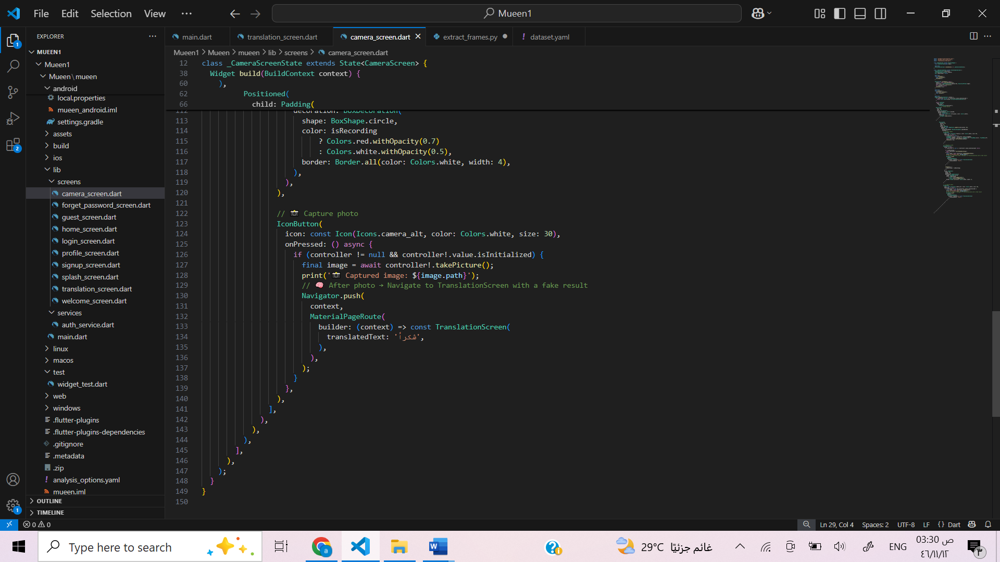 File Edit Selection View ··· Mueen1
EXPLORER ···
MUEEN1
Mueen1
Mueen \ mueen
android
local.properties
mueen_android.iml
settings.gradle
assets
build
ios
lib
screens
camera_screen.dart
forget_password_screen.dart
guest_screen.dart
home_screen.dart
login_screen.dart
profile_screen.dart
signup_screen.dart
splash_screen.dart
translation_screen.dart
welcome_screen.dart
services
auth_service.dart
main.dart
linux
macos
test
widget_test.dart
web
windows
.flutter-plugins
.flutter-plugins-dependencies
.gitignore
.metadata
.zip
analysis_options.yaml
mueen.iml
OUTLINE
TIMELINE
main.dart translation_screen.dart camera_screen.dart extract_frames.py dataset.yaml
Mueen1 > Mueen > mueen > lib > screens > camera_screen.dart
12 class _CameraScreenState extends State<CameraScreen> {
38 Widget build(BuildContext context) {
60 ),
62 Positioned(
66 child: Padding(
112 decoration: BoxDecoration(
113 shape: BoxShape.circle,
114 color: isRecording
115 ? Colors.red.withOpacity(0.7)
116 : Colors.white.withOpacity(0.5),
117 border: Border.all(color: Colors.white, width: 4),
118 ),
119 ),
120 ),
121
122 // 📸 Capture photo
123 IconButton(
124 icon: const Icon(Icons.camera_alt, color: Colors.white, size: 30),
125 onPressed: () async {
126 if (controller != null && controller!.value.isInitialized) {
127 final image = await controller!.takePicture();
128 print('📸 Captured image: ${image.path}');
129 // 🧠 After photo → Navigate to TranslationScreen with a fake result
130 Navigator.push(
131 context,
132 MaterialPageRoute(
133 builder: (context) => const TranslationScreen(
134 translatedText: 'شكراً',
135 ),
136 ),
137 );
138 }
139 },
140 ),
141 ],
142 ),
143 ),
144 ),
145 ],
146 ),
147 );
148 }
149 }
150
0 0 Ln 29, Col 4 Spaces: 2 UTF-8 LF {} Dart
Type here to search 29°C غائم جزئيًا ENG 03:30 ص
٤٦/١١/١٢
٣